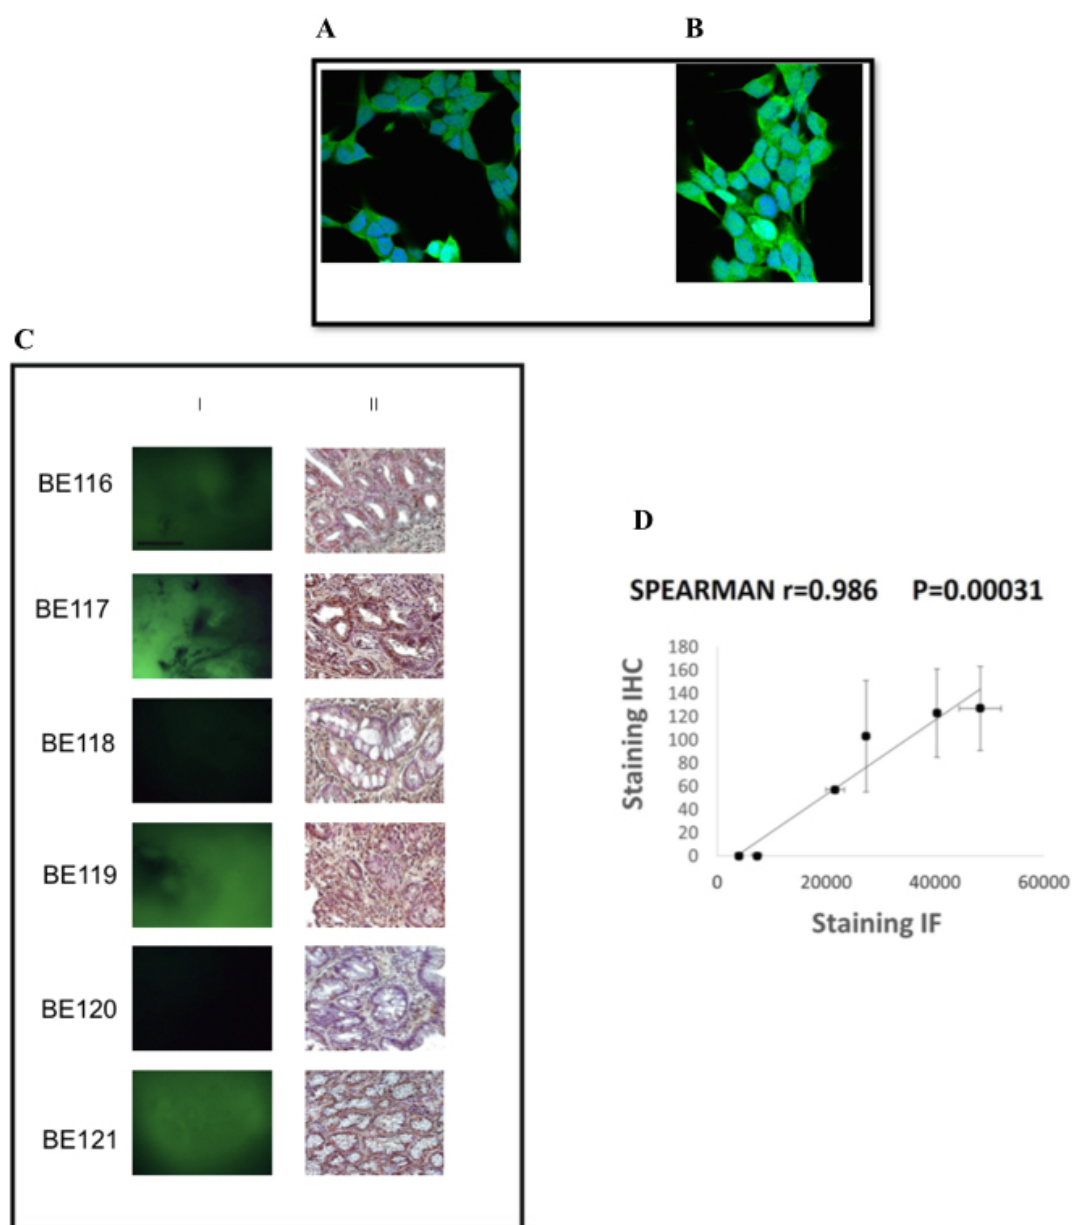 A
B
C
I
II
BE116
BE117
BE118
BE119
BE120
BE121
D
SPEARMAN r=0.986 P=0.00031
Staining IHC
180
160
140
120
100
80
60
40
20
0
0 20000 40000 60000
Staining IF